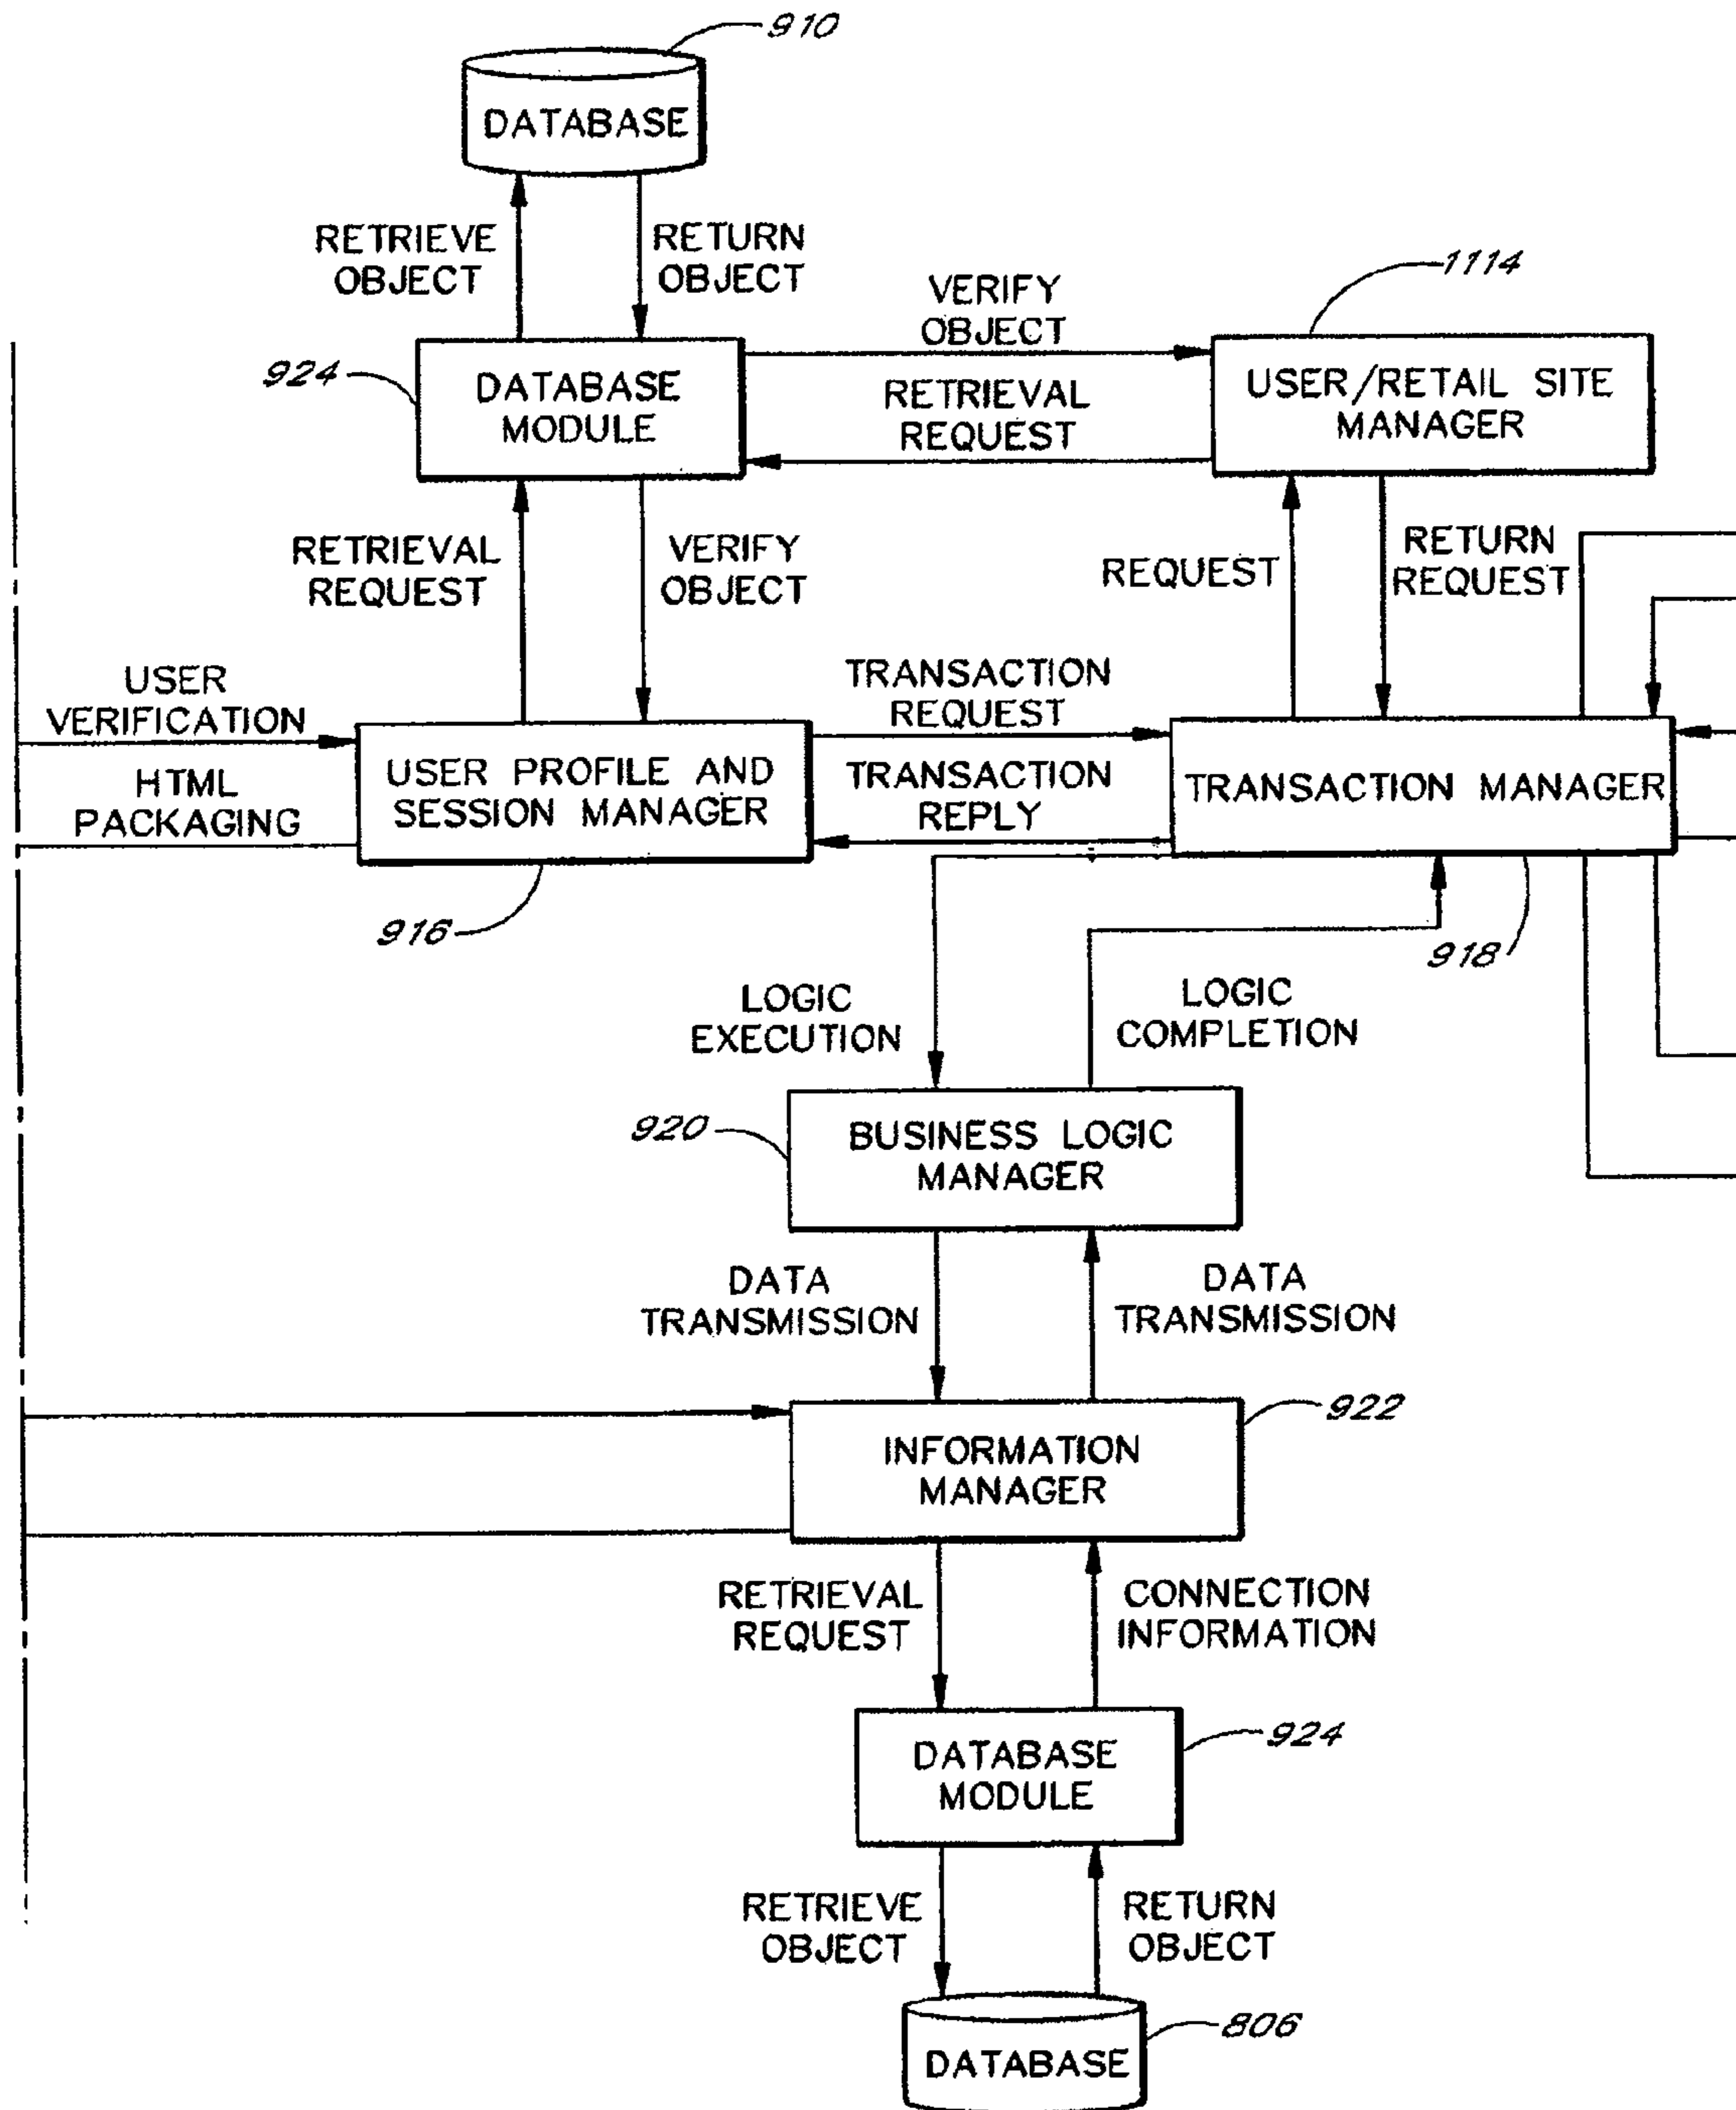 910
DATABASE
RETRIEVE
OBJECT
RETURN
OBJECT
924
DATABASE
MODULE
VERIFY
OBJECT
RETRIEVAL
REQUEST
1114
USER/RETAIL SITE
MANAGER
RETRIEVAL
REQUEST
VERIFY
OBJECT
REQUEST
RETURN
REQUEST
USER
VERIFICATION
HTML
PACKAGING
USER PROFILE AND
SESSION MANAGER
916
TRANSACTION
REQUEST
TRANSACTION
REPLY
TRANSACTION MANAGER
918
LOGIC
EXECUTION
LOGIC
COMPLETION
920
BUSINESS LOGIC
MANAGER
DATA
TRANSMISSION
DATA
TRANSMISSION
922
INFORMATION
MANAGER
RETRIEVAL
REQUEST
CONNECTION
INFORMATION
924
DATABASE
MODULE
RETRIEVE
OBJECT
RETURN
OBJECT
806
DATABASE